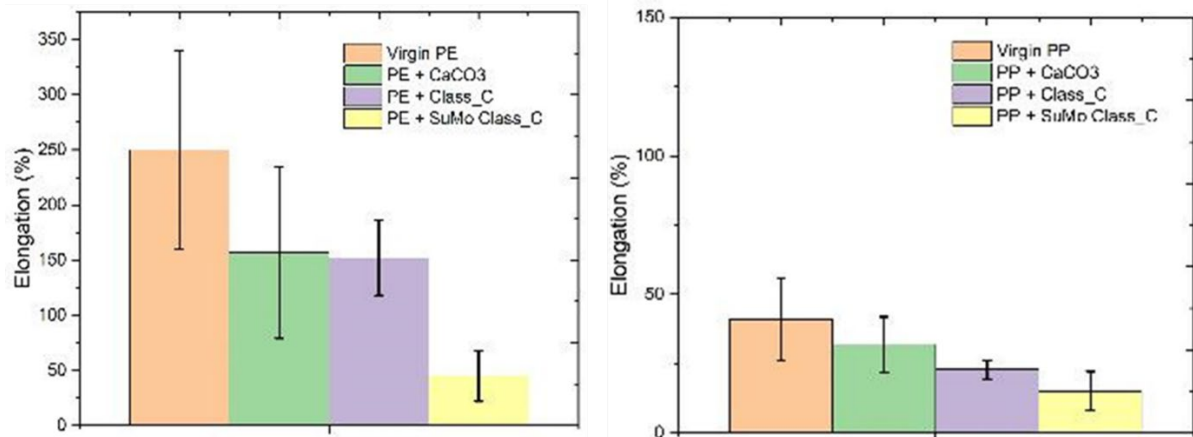 Elongation (%)
350
300
250
200
150
100
50
0
Virgin PE
PE + CaCO3
PE + Class_C
PE + SuMo Class_C
Elongation (%)
150
100
50
0
Virgin PP
PP + CaCO3
PP + Class_C
PP + SuMo Class_C